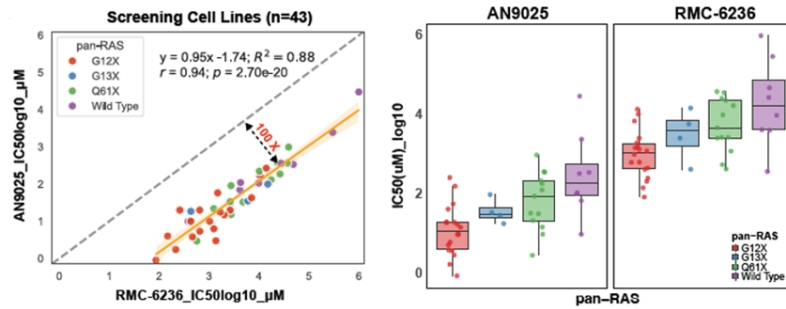 Screening Cell Lines (n=43)
6
5
4
3
2
1
0
AN9025_IC50log10_µM
pan-RAS
G12X
G13X
Q61X
Wild Type
y = 0.95x -1.74; R² = 0.88
r = 0.94; p = 2.70e-20
100 X
0 1 2 3 4 5 6
RMC-6236_IC50log10_µM
AN9025
RMC-6236
6
4
2
0
IC50(uM)_log10
pan-RAS
G12X
G13X
Q61X
Wild Type
pan-RAS